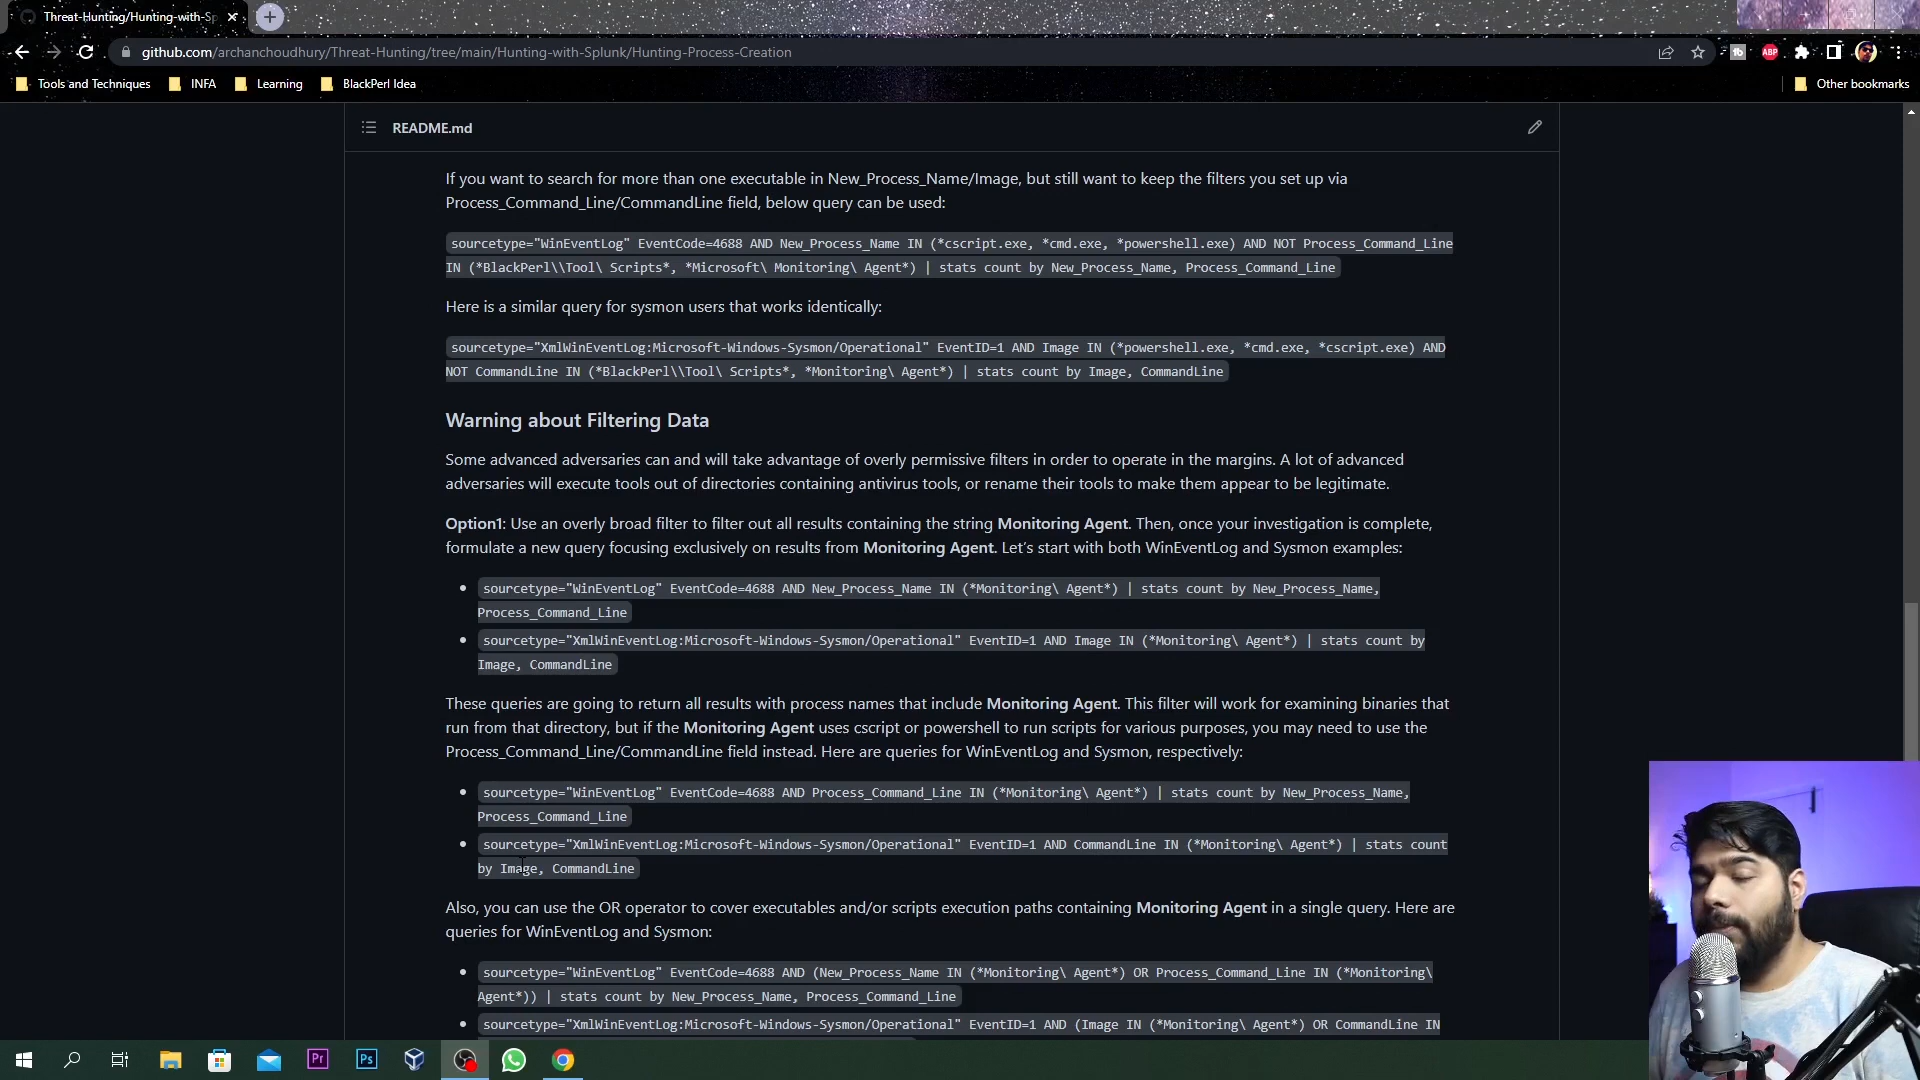 Threat-Hunting/Hunting-with-Sp
github.com/archanchoudhury/Threat-Hunting/tree/main/Hunting-with-Splunk/Hunting-Process-Creation
Tools and Techniques
INFA
Learning
BlackPerl Idea
Other bookmarks
README.md
If you want to search for more than one executable in New_Process_Name/Image, but still want to keep the filters you set up via
Process_Command_Line/CommandLine field, below query can be used:
sourcetype="WinEventLog" EventCode=4688 AND New_Process_Name IN (*cscript.exe, *cmd.exe, *powershell.exe) AND NOT Process_Command_Line
IN (*BlackPerl\\Tool\ Scripts*, *Microsoft\ Monitoring\ Agent*) | stats count by New_Process_Name, Process_Command_Line
Here is a similar query for sysmon users that works identically:
sourcetype="XmlWinEventLog:Microsoft-Windows-Sysmon/Operational" EventID=1 AND Image IN (*powershell.exe, *cmd.exe, *cscript.exe) AND
NOT CommandLine IN (*BlackPerl\\Tool\ Scripts*, *Monitoring\ Agent*) | stats count by Image, CommandLine
Warning about Filtering Data
Some advanced adversaries can and will take advantage of overly permissive filters in order to operate in the margins. A lot of advanced
adversaries will execute tools out of directories containing antivirus tools, or rename their tools to make them appear to be legitimate.
Option1: Use an overly broad filter to filter out all results containing the string Monitoring Agent. Then, once your investigation is complete,
formulate a new query focusing exclusively on results from Monitoring Agent. Let's start with both WinEventLog and Sysmon examples:
sourcetype="WinEventLog" EventCode=4688 AND New_Process_Name IN (*Monitoring\ Agent*) | stats count by New_Process_Name,
Process_Command_Line
sourcetype="XmlWinEventLog:Microsoft-Windows-Sysmon/Operational" EventID=1 AND Image IN (*Monitoring\ Agent*) | stats count by
Image, CommandLine
These queries are going to return all results with process names that include Monitoring Agent. This filter will work for examining binaries that
run from that directory, but if the Monitoring Agent uses cscript or powershell to run scripts for various purposes, you may need to use the
Process_Command_Line/CommandLine field instead. Here are queries for WinEventLog and Sysmon, respectively:
sourcetype="WinEventLog" EventCode=4688 AND Process_Command_Line IN (*Monitoring\ Agent*) | stats count by New_Process_Name,
Process_Command_Line
sourcetype="XmlWinEventLog:Microsoft-Windows-Sysmon/Operational" EventID=1 AND CommandLine IN (*Monitoring\ Agent*) | stats count
by Image, CommandLine
Also, you can use the OR operator to cover executables and/or scripts execution paths containing Monitoring Agent in a single query. Here are
queries for WinEventLog and Sysmon:
sourcetype="WinEventLog" EventCode=4688 AND (New_Process_Name IN (*Monitoring\ Agent*) OR Process_Command_Line IN (*Monitoring\
Agent*)) | stats count by New_Process_Name, Process_Command_Line
sourcetype="XmlWinEventLog:Microsoft-Windows-Sysmon/Operational" EventID=1 AND (Image IN (*Monitoring\ Agent*) OR CommandLine IN
Pr
Ps
ABP